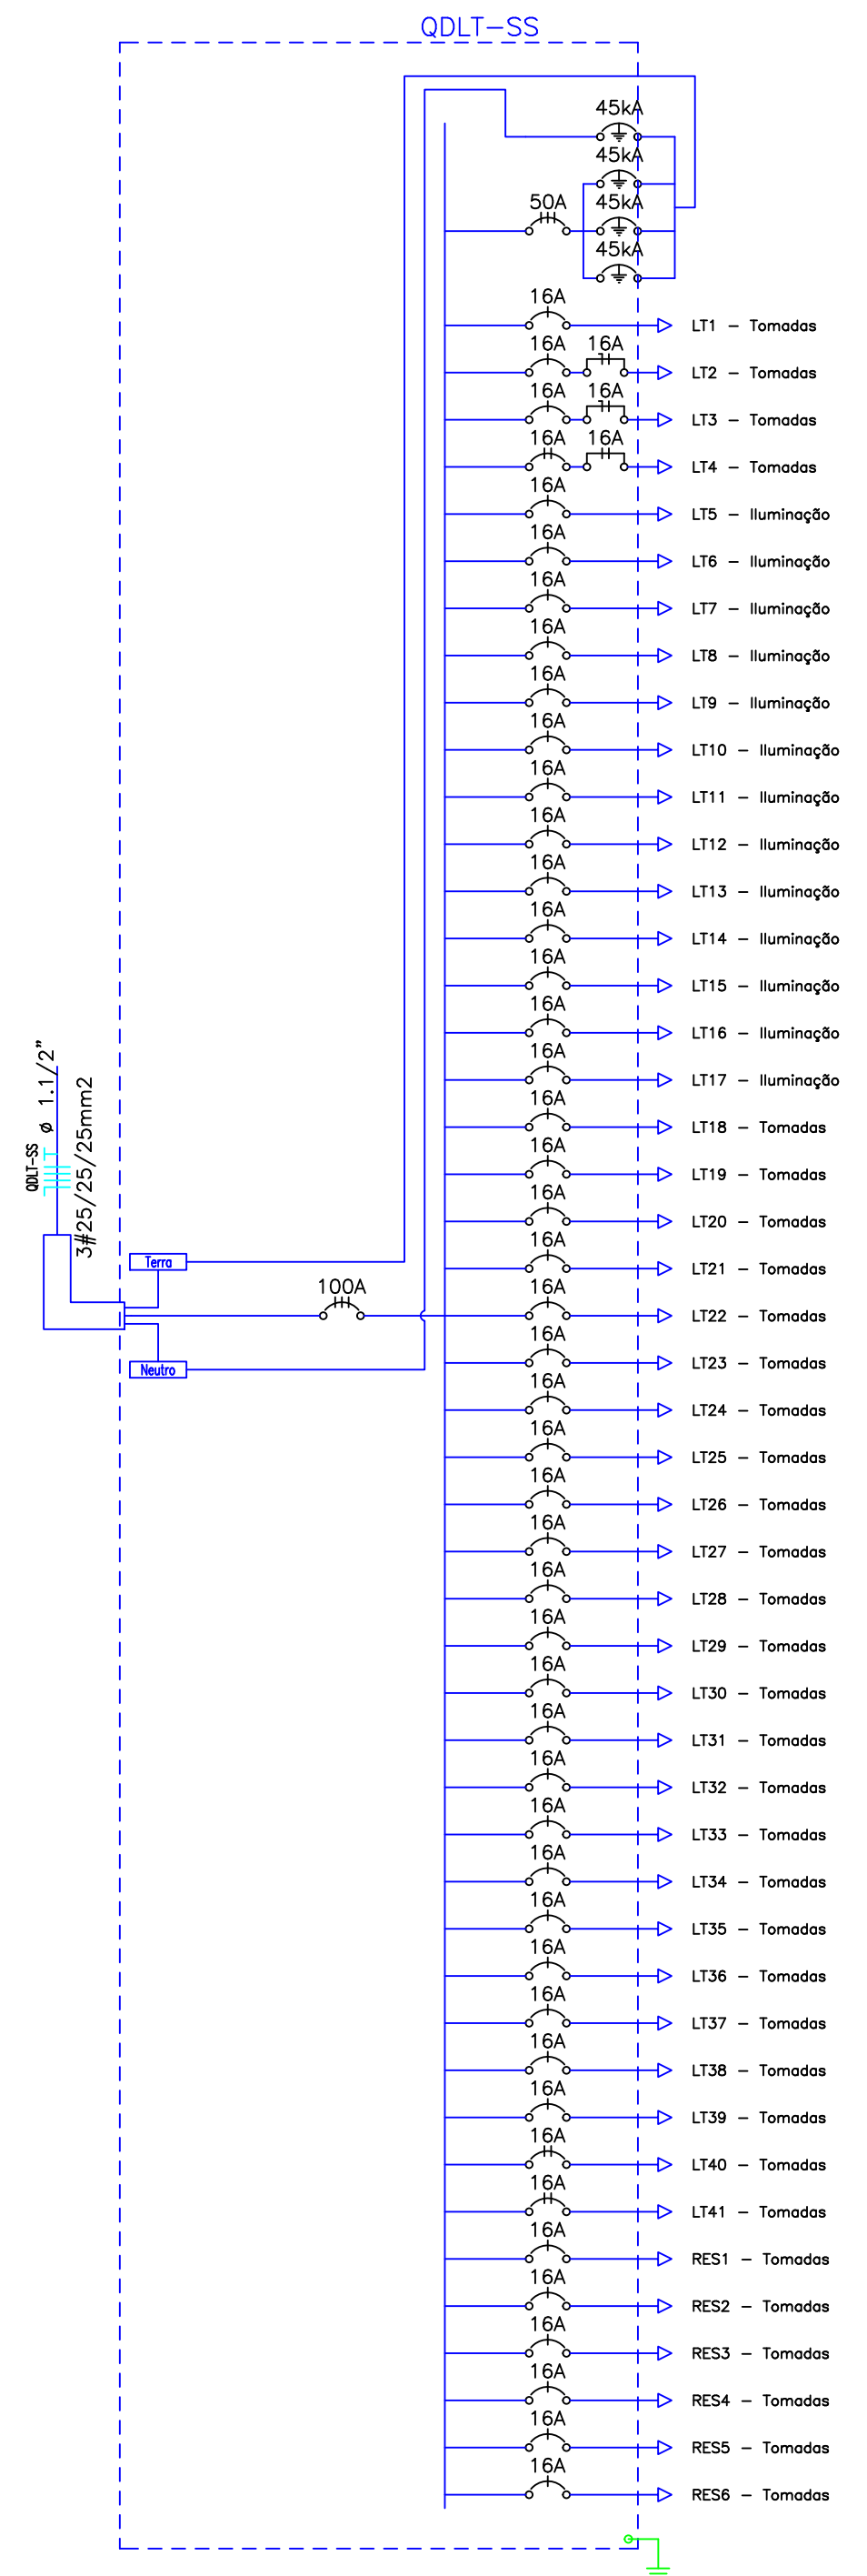 QDLT-SS
45kA
45kA
50A 45kA
45kA
16A
LT1 - Tomadas
16A 16A
LT2 - Tomadas
16A 16A
LT3 - Tomadas
16A 16A
LT4 - Tomadas
16A
LT5 - Iluminação
16A
LT6 - Iluminação
16A
LT7 - Iluminação
16A
LT8 - Iluminação
16A
LT9 - Iluminação
16A
LT10 - Iluminação
16A
LT11 - Iluminação
16A
LT12 - Iluminação
16A
LT13 - Iluminação
16A
LT14 - Iluminação
16A
LT15 - Iluminação
16A
LT16 - Iluminação
16A
LT17 - Iluminação
16A
LT18 - Tomadas
16A
LT19 - Tomadas
16A
LT20 - Tomadas
16A
LT21 - Tomadas
QDLT-SS
ø 1.1/2"
3#25/25/25mm2
Terra
100A
Neutro
16A
LT22 - Tomadas
16A
LT23 - Tomadas
16A
LT24 - Tomadas
16A
LT25 - Tomadas
16A
LT26 - Tomadas
16A
LT27 - Tomadas
16A
LT28 - Tomadas
16A
LT29 - Tomadas
16A
LT30 - Tomadas
16A
LT31 - Tomadas
16A
LT32 - Tomadas
16A
LT33 - Tomadas
16A
LT34 - Tomadas
16A
LT35 - Tomadas
16A
LT36 - Tomadas
16A
LT37 - Tomadas
16A
LT38 - Tomadas
16A
LT39 - Tomadas
16A
LT40 - Tomadas
16A
LT41 - Tomadas
16A
RES1 - Tomadas
16A
RES2 - Tomadas
16A
RES3 - Tomadas
16A
RES4 - Tomadas
16A
RES5 - Tomadas
16A
RES6 - Tomadas